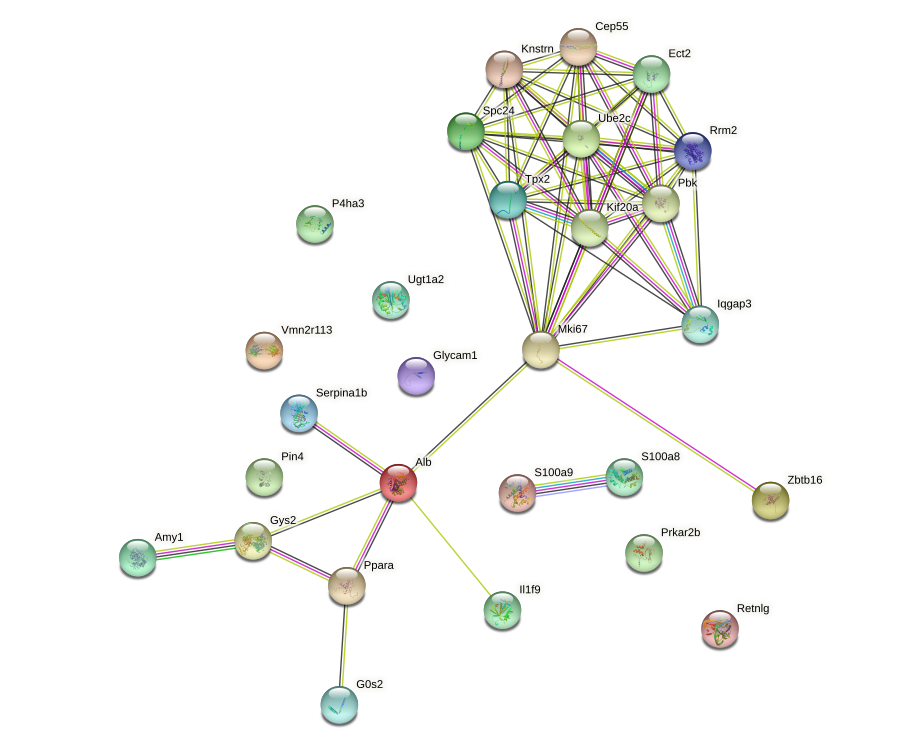 Cep55
Knstrn
Ect2
Spc24
Ube2c
Rrm2
Tpx2
Pbk
P4ha3
Kif20a
Ugt1a2
Iqgap3
Vmn2r113
Mki67
Glycam1
Serpina1b
Pin4
Alb
S100a9
S100a8
Zbtb16
Gys2
Amy1
Prkar2b
Ppara
Il1f9
Retnlg
G0s2